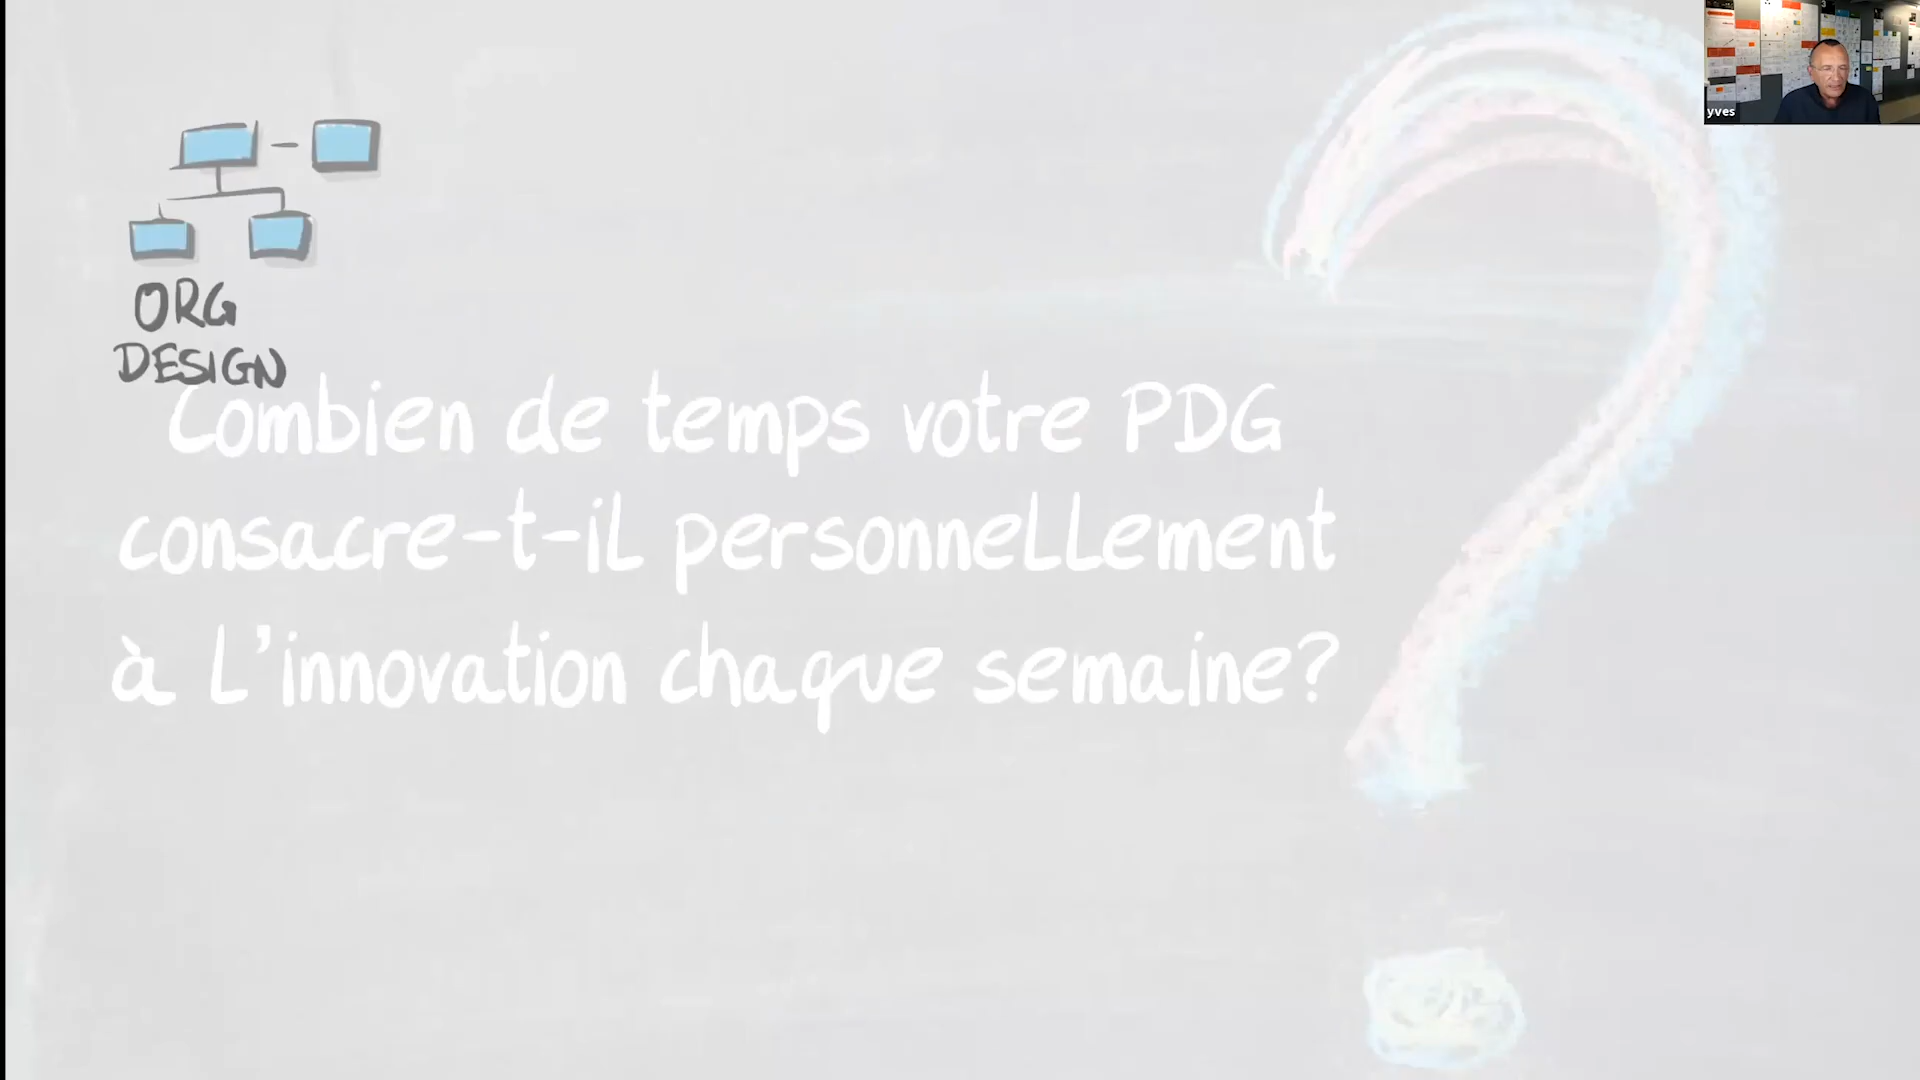 yves
ORG
DESIGN
Combien de temps votre PDG
consacre-t-il personnellement
à l'innovation chaque semaine?